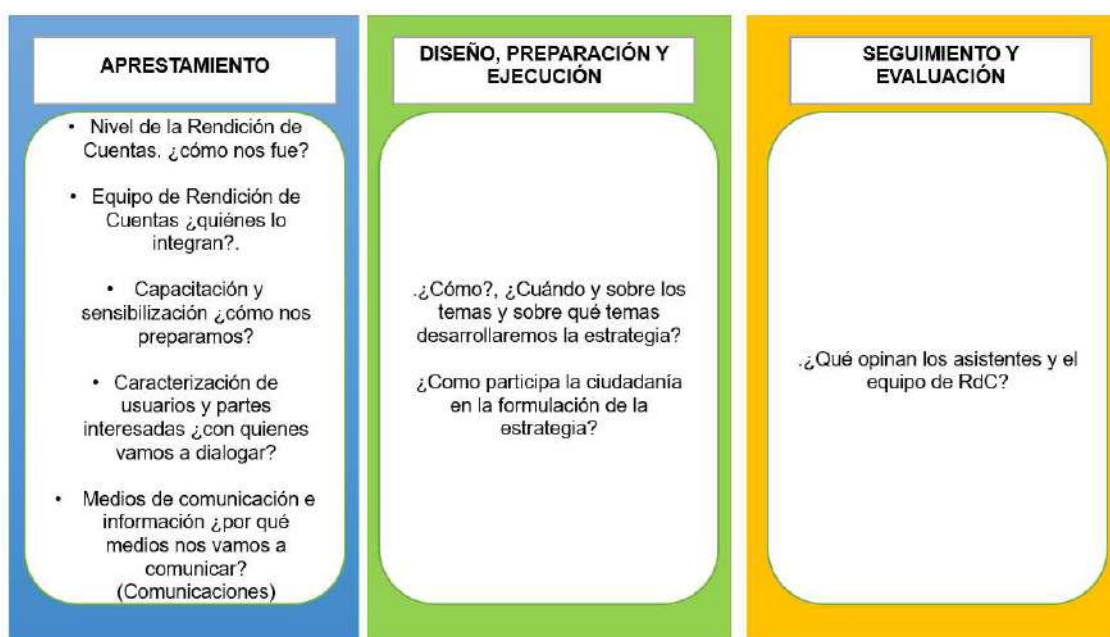 APRESTAMIENTO
• Nivel de la Rendición de
Cuentas. ¿cómo nos fue?
• Equipo de Rendición de
Cuentas ¿quiénes lo
integran?.
• Capacitación y
sensibilización ¿cómo nos
preparamos?
• Caracterización de
usuarios y partes
interesadas ¿con quienes
vamos a dialogar?
• Medios de comunicación e
información ¿por qué
medios nos vamos a
comunicar?
(Comunicaciones)
DISEÑO, PREPARACIÓN Y
EJECUCIÓN
.¿Cómo?, ¿Cuándo y sobre los
temas y sobre qué temas
desarrollaremos la estrategia?
¿Como participa la ciudadanía
en la formulación de la
estrategia?
SEGUIMIENTO Y
EVALUACIÓN
.¿Qué opinan los asistentes y el
equipo de RdC?